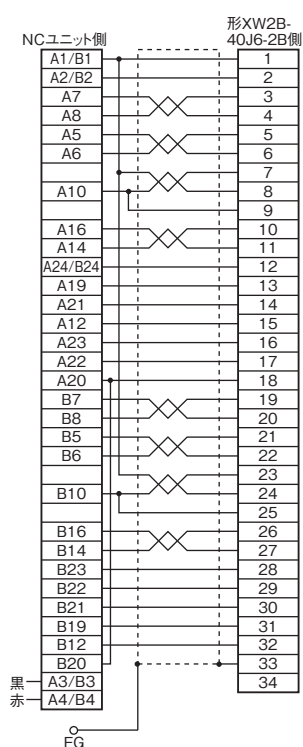 NCユニット側
形XW2B-
40J6-2B側
A1/B1 1
A2/B2 2
A7 3
A8 4
A5 5
A6 6
7
A10 8
9
A16 10
A14 11
A24/B24 12
A19 13
A21 14
A12 15
A23 16
A22 17
A20 18
B7 19
B8 20
B5 21
B6 22
23
B10 24
25
B16 26
B14 27
B23 28
B22 29
B21 30
B19 31
B12 32
B20 33
黒 A3/B3 34
赤 A4/B4
FG